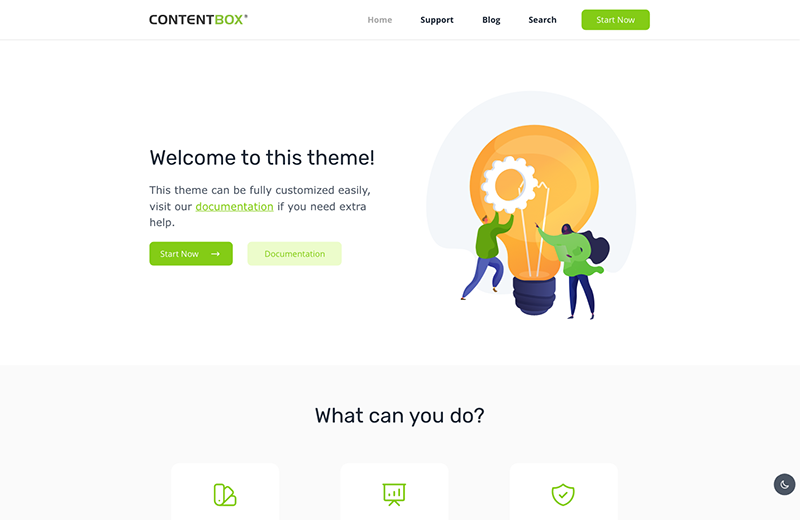 CONTENTBOX®
Home Support Blog Search Start Now
Welcome to this theme!
This theme can be fully customized easily,
visit our documentation if you need extra
help.
Start Now →
Documentation
What can you do?